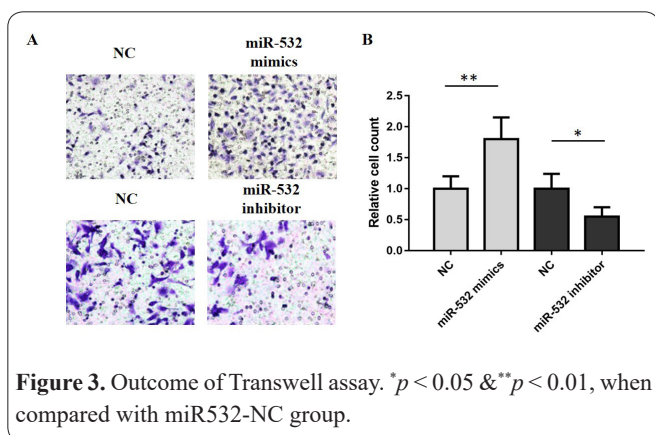 A
NC
miR-532
mimics
NC
miR-532
inhibitor
B
Relative cell count
2.5
2.0
1.5
1.0
0.5
0.0
**
*
NC
miR-532 mimics
NC
miR-532 inhibitor
Figure 3. Outcome of Transwell assay. *p < 0.05 &**p < 0.01, when
compared with miR532-NC group.